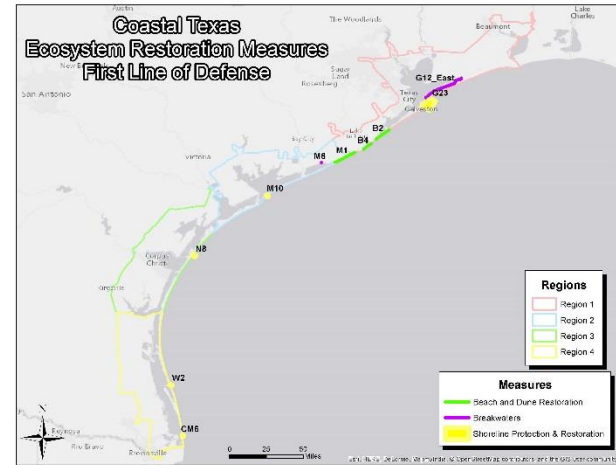 Coastal Texas
Ecosystem Restoration Measures
First Line of Defense
The Woodlands
Beaumont
Lake
Charles
Sugar
Land
Rosenberg
San Antonio
G12_East
Texas
City
G23
Galveston
B2
B4
Bay City
M1
M6
Victoria
M10
N8
Corpus
Christi
W2
CM6
Reynosa
Rio Bravo
Brownsville
N
0 25 50
Miles
Regions
Region 1
Region 2
Region 3
Region 4
Measures
Beach and Dune Restoration
Breakwaters
Shoreline Protection & Restoration